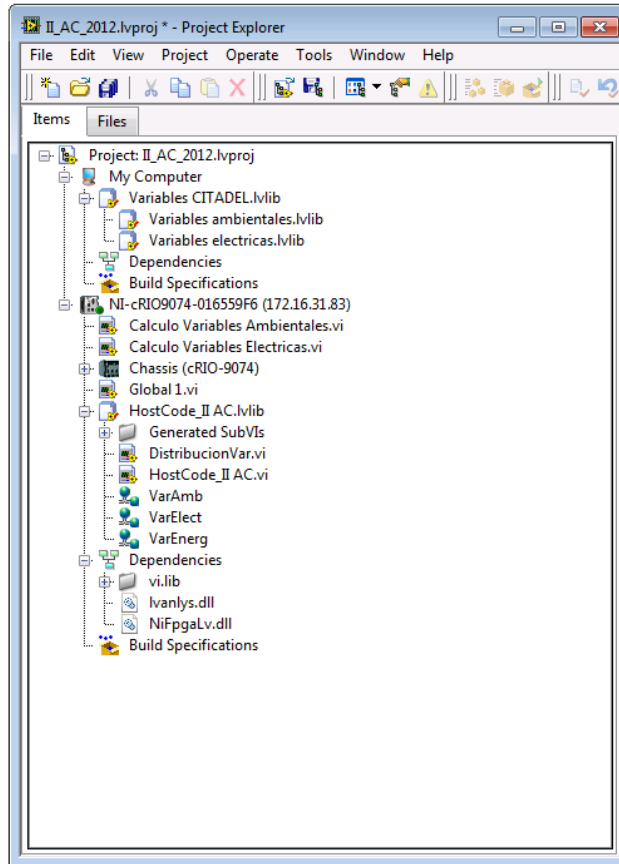 II_AC_2012.lvproj * - Project Explorer
File Edit View Project Operate Tools Window Help
Items Files
Project: II_AC_2012.lvproj
My Computer
Variables CITADEL.lvlib
Variables ambientales.lvlib
Variables electricas.lvlib
Dependencies
Build Specifications
NI-cRIO9074-016559F6 (172.16.31.83)
Calculo Variables Ambientales.vi
Calculo Variables Electricas.vi
Chassis (cRIO-9074)
Global 1.vi
HostCode_II AC.lvlib
Generated SubVIs
DistribucionVar.vi
HostCode_II AC.vi
VarAmb
VarElect
VarEnerg
Dependencies
vi.lib
lvanlys.dll
NiFpgaLv.dll
Build Specifications